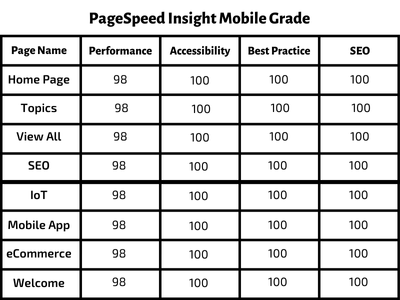 PageSpeed Insight Mobile Grade
Page Name Performance Accessibility Best Practice SEO
Home Page 98 100 100 100
Topics 98 100 100 100
View All 98 100 100 100
SEO 98 100 100 100
IoT 98 100 100 100
Mobile App 98 100 100 100
eCommerce 98 100 100 100
Welcome 98 100 100 100